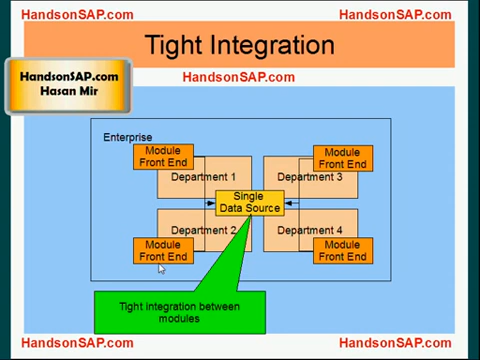 HandsonSAP.com
HandsonSAP.com
Tight Integration
HandsonSAP.com
Hasan Mir
HandsonSAP.com
Enterprise
Module
Front End
Department 1
Module
Front End
Department 3
Single
Data Source
Department 2
Module
Front End
Department 4
Module
Front End
Tight integration between
modules
HandsonSAP.com
HandsonSAP.com